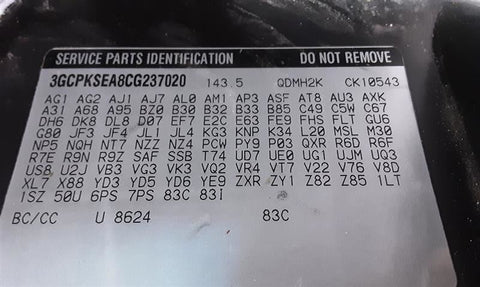 SERVICE PARTS IDENTIFICATION DO NOT REMOVE
3GCPKSEA8CG237020 143.5 QDMH2K CK10543
AG1 AG2 AJ1 AJ7 AL0 AM1 AP3 ASF AT8 AU3 AXK
A31 A68 A95 BG9 B30 B32 B33 B85 C49 C5W C67
DH6 DK8 DL8 D07 EF7 E2C E63 FE9 FHS FLT GU6
G80 JF3 JF4 JL1 JL4 KG3 KNP K34 L20 MSL M30
NP5 NQH NT7 NZZ NZ4 PCW PY9 P03 QXR R6D R6F
R7E R9N R9Z SAF SSB T74 UD7 UE0 UG1 UJM UQ3
US8 U2J VB3 VG3 VK3 VQ2 VR4 VT7 V22 V76 V8D
XL7 X88 YD3 YD5 YD6 YE9 ZXR ZY1 Z82 Z85 1LT
1SZ 50U 6PS 7PS 83C 83I
BC/CC U 8624 83C